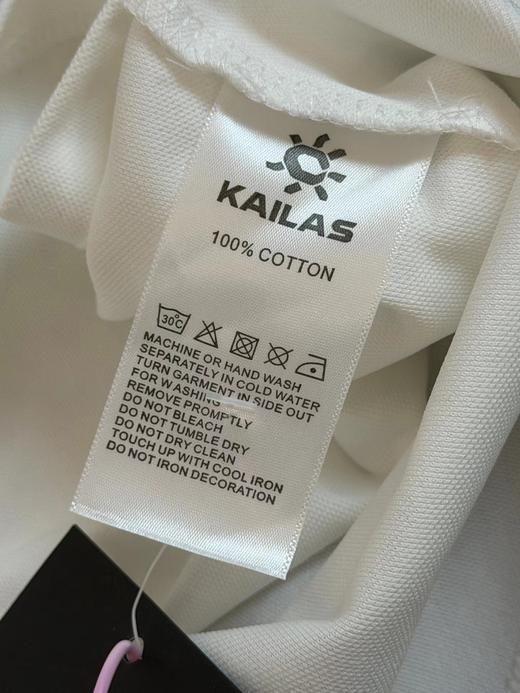 KAILAS
100% COTTON
30°C
MACHINE OR HAND WASH
SEPARATELY IN COLD WATER
TURN GARMENT IN SIDE OUT
FOR WASHING
REMOVE PROMPTLY
DO NOT BLEACH
DO NOT TUMBLE DRY
DO NOT DRY CLEAN
TOUCH UP WITH COOL IRON
DO NOT IRON DECORATION